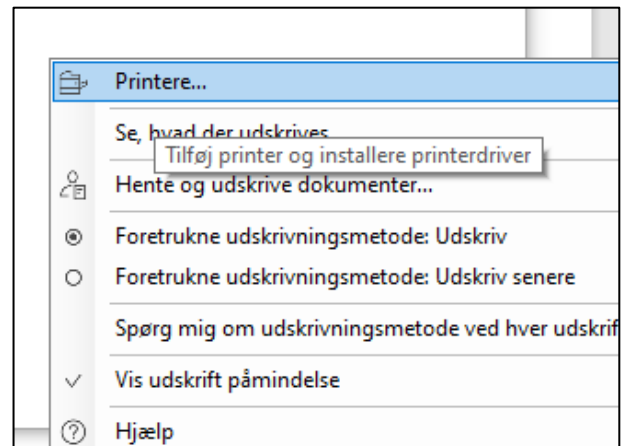 Printere...
Se, hvad der udskrives
Tilføj printer og installere printerdriver
Hente og udskrive dokumenter...
Foretrukne udskrivningsmetode: Udskriv
Foretrukne udskrivningsmetode: Udskriv senere
Spørg mig om udskrivningsmetode ved hver udskrif
Vis udskrift påmindelse
Hjælp